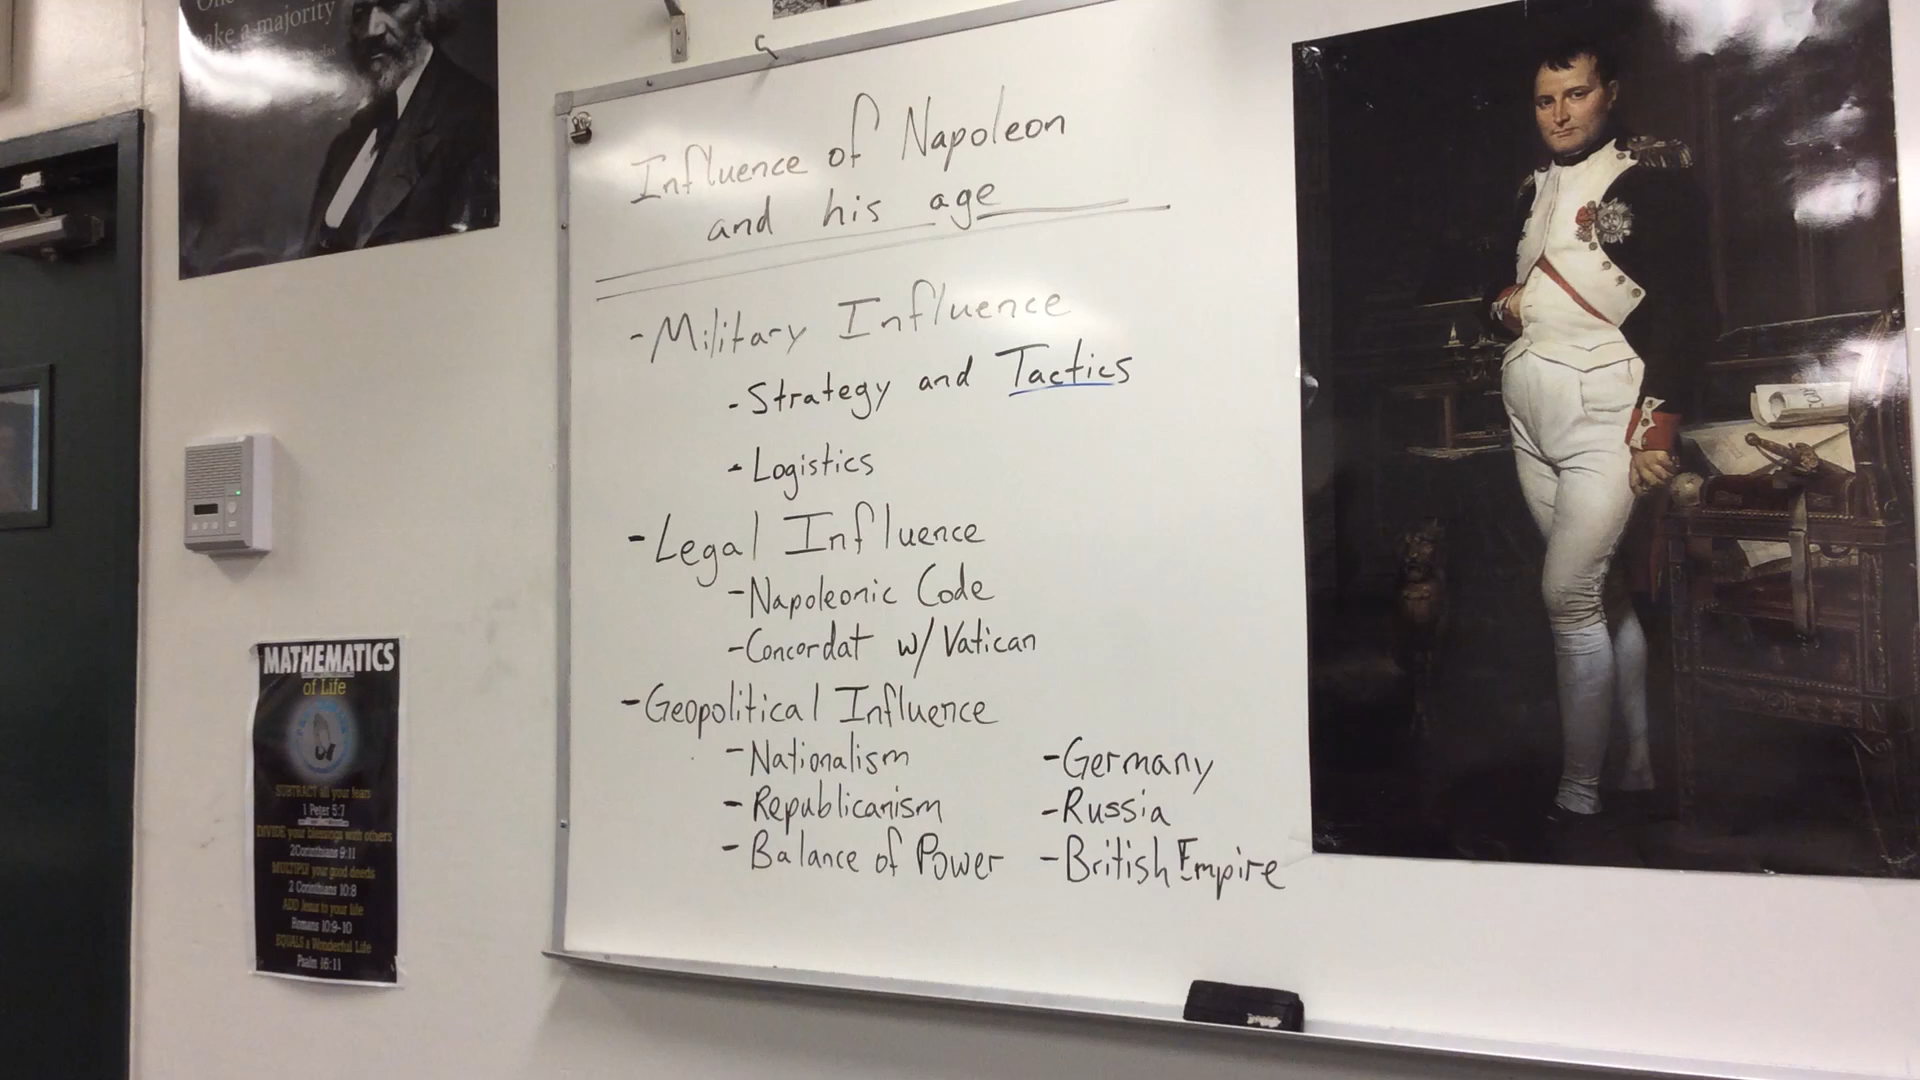 make a majority
Influence of Napoleon
and his age
- Military Influence
- Strategy and Tactics
- Logistics
- Legal Influence
- Napoleonic Code
- Concordat w/ Vatican
- Geopolitical Influence
- Nationalism
- Republicanism
- Balance of Power
- Germany
- Russia
- British Empire
MATHEMATICS
of Life
SUBTRACT all your fears
1 Peter 5:7
DIVIDE your blessings with others
2Corinthians 9:11
MULTIPLY your good deeds
2 Corinthians 10:8
ADD Jesus to your life
Romans 10:9-10
EQUALS a Wonderful Life
Psalm 16:11